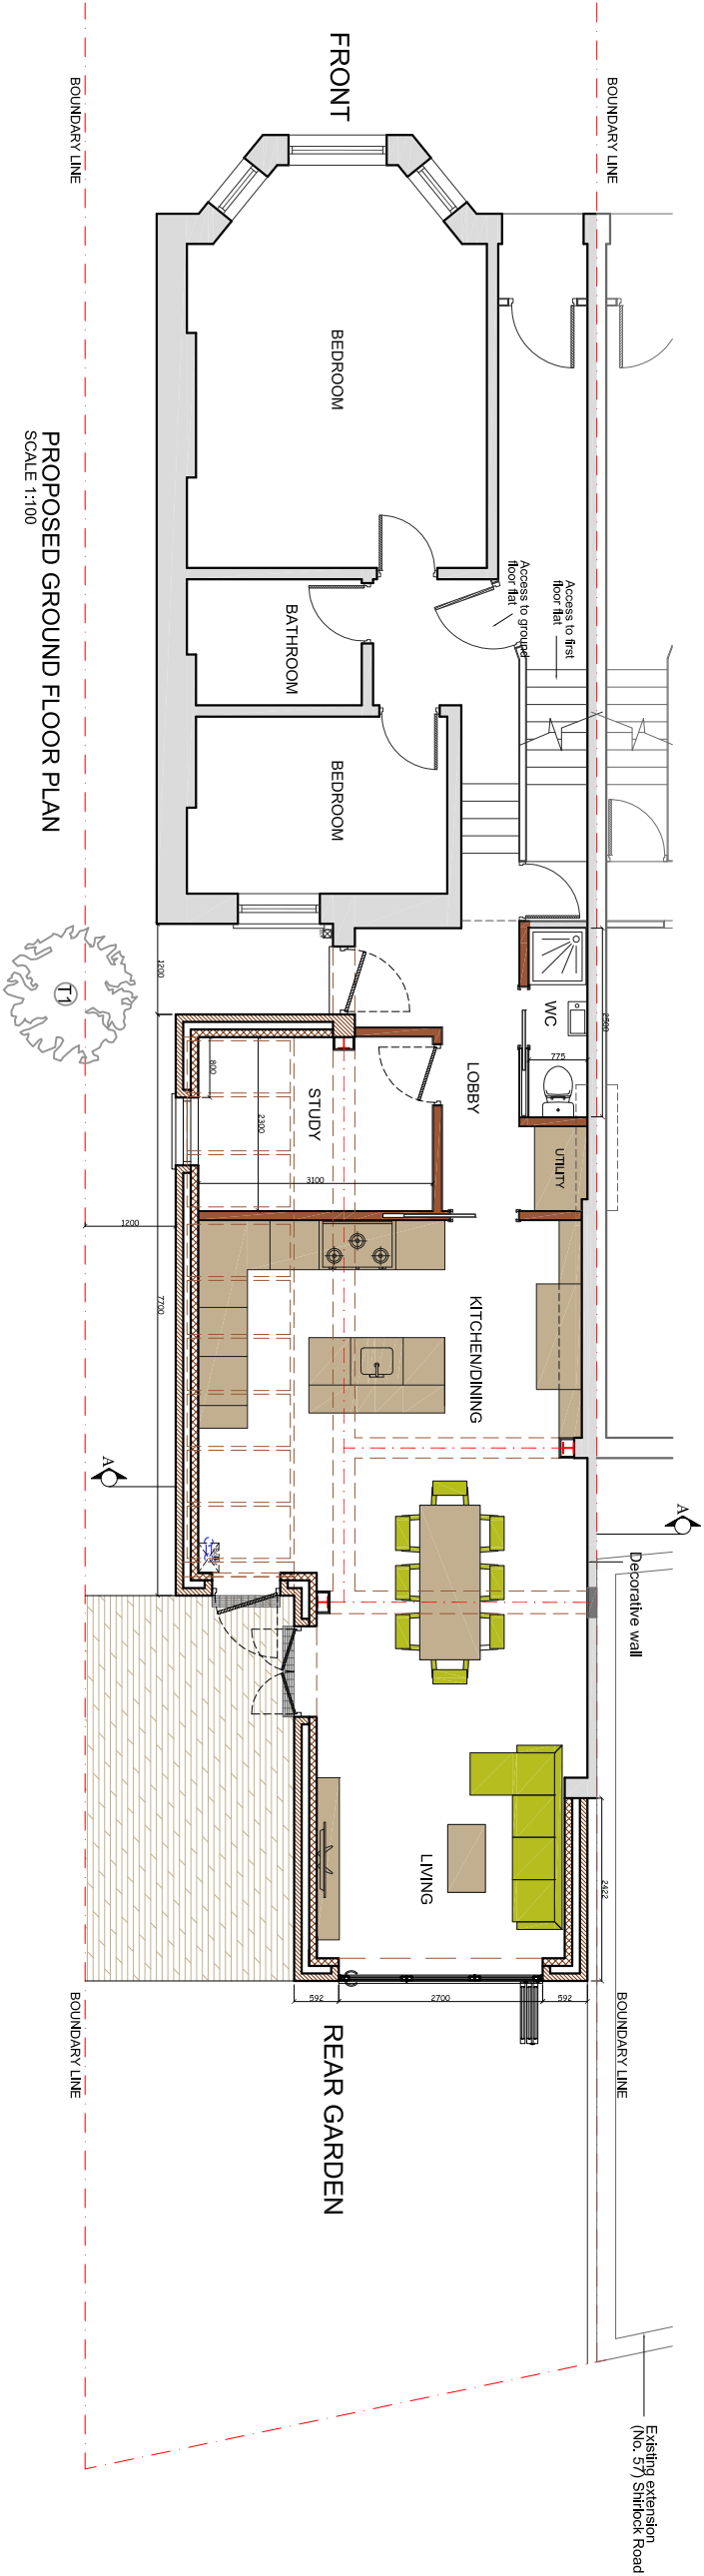 FRONT
BOUNDARY LINE
BOUNDARY LINE
BEDROOM
PROPOSED GROUND FLOOR PLAN
SCALE 1:100
Access to first
floor flat
Access to ground
floor flat
BATHROOM
BEDROOM
T1
1200
WC
2500
775
LOBBY
STUDY
800
2300
3100
UTILITY
1200
7700
KITCHEN/DINING
A
A
Decorative wall
LIVING
2422
592
2700
592
REAR GARDEN
BOUNDARY LINE
BOUNDARY LINE
Existing extension
(No. 57) Shirlock Road